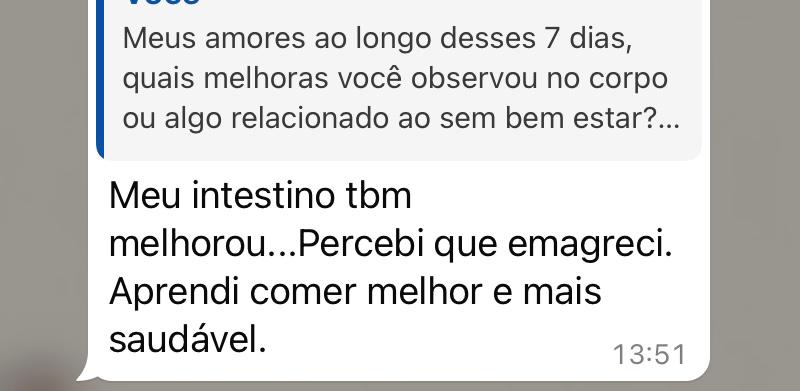 Você
Meus amores ao longo desses 7 dias,
quais melhoras você observou no corpo
ou algo relacionado ao sem bem estar?...
Meu intestino tbm
melhorou...Percebi que emagreci.
Aprendi comer melhor e mais
saudável.
13:51